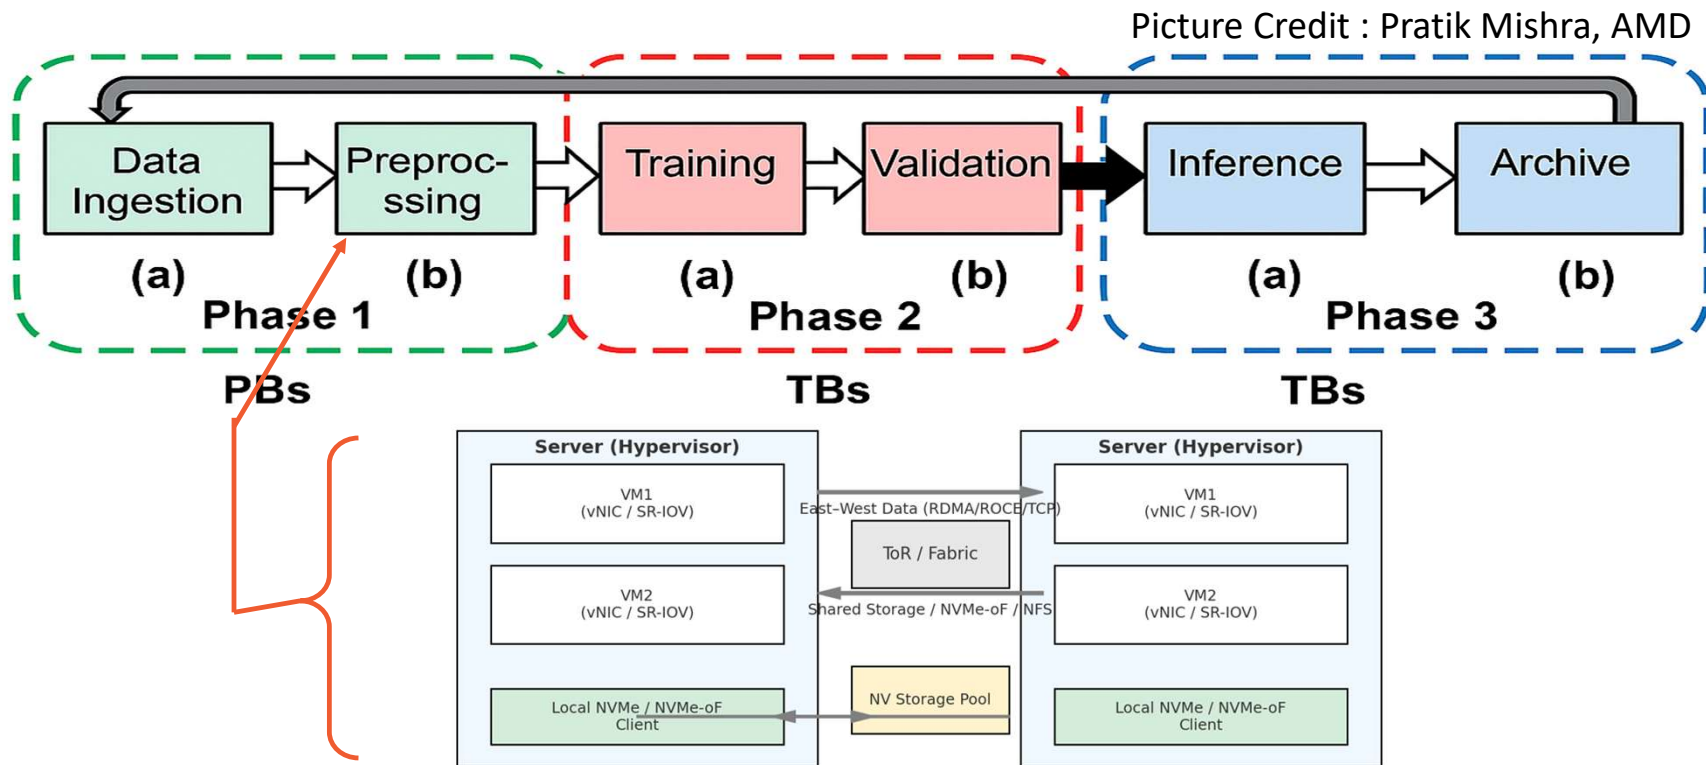 Picture Credit : Pratik Mishra, AMD
Data
Ingestion
Preproc-
ssing
Training
Validation
Inference
Archive
(a)
(b)
(a)
(b)
(a)
(b)
Phase 1
Phase 2
Phase 3
PBs
TBs
TBs
Server (Hypervisor)
VM1
(vNIC / SR-IOV)
VM2
(vNIC / SR-IOV)
Local NVMe / NVMe-oF
Client
East–West Data (RDMA/ROCE/TCP)
ToR / Fabric
Shared Storage / NVMe-oF / NFS
NV Storage Pool
Server (Hypervisor)
VM1
(vNIC / SR-IOV)
VM2
(vNIC / SR-IOV)
Local NVMe / NVMe-oF
Client